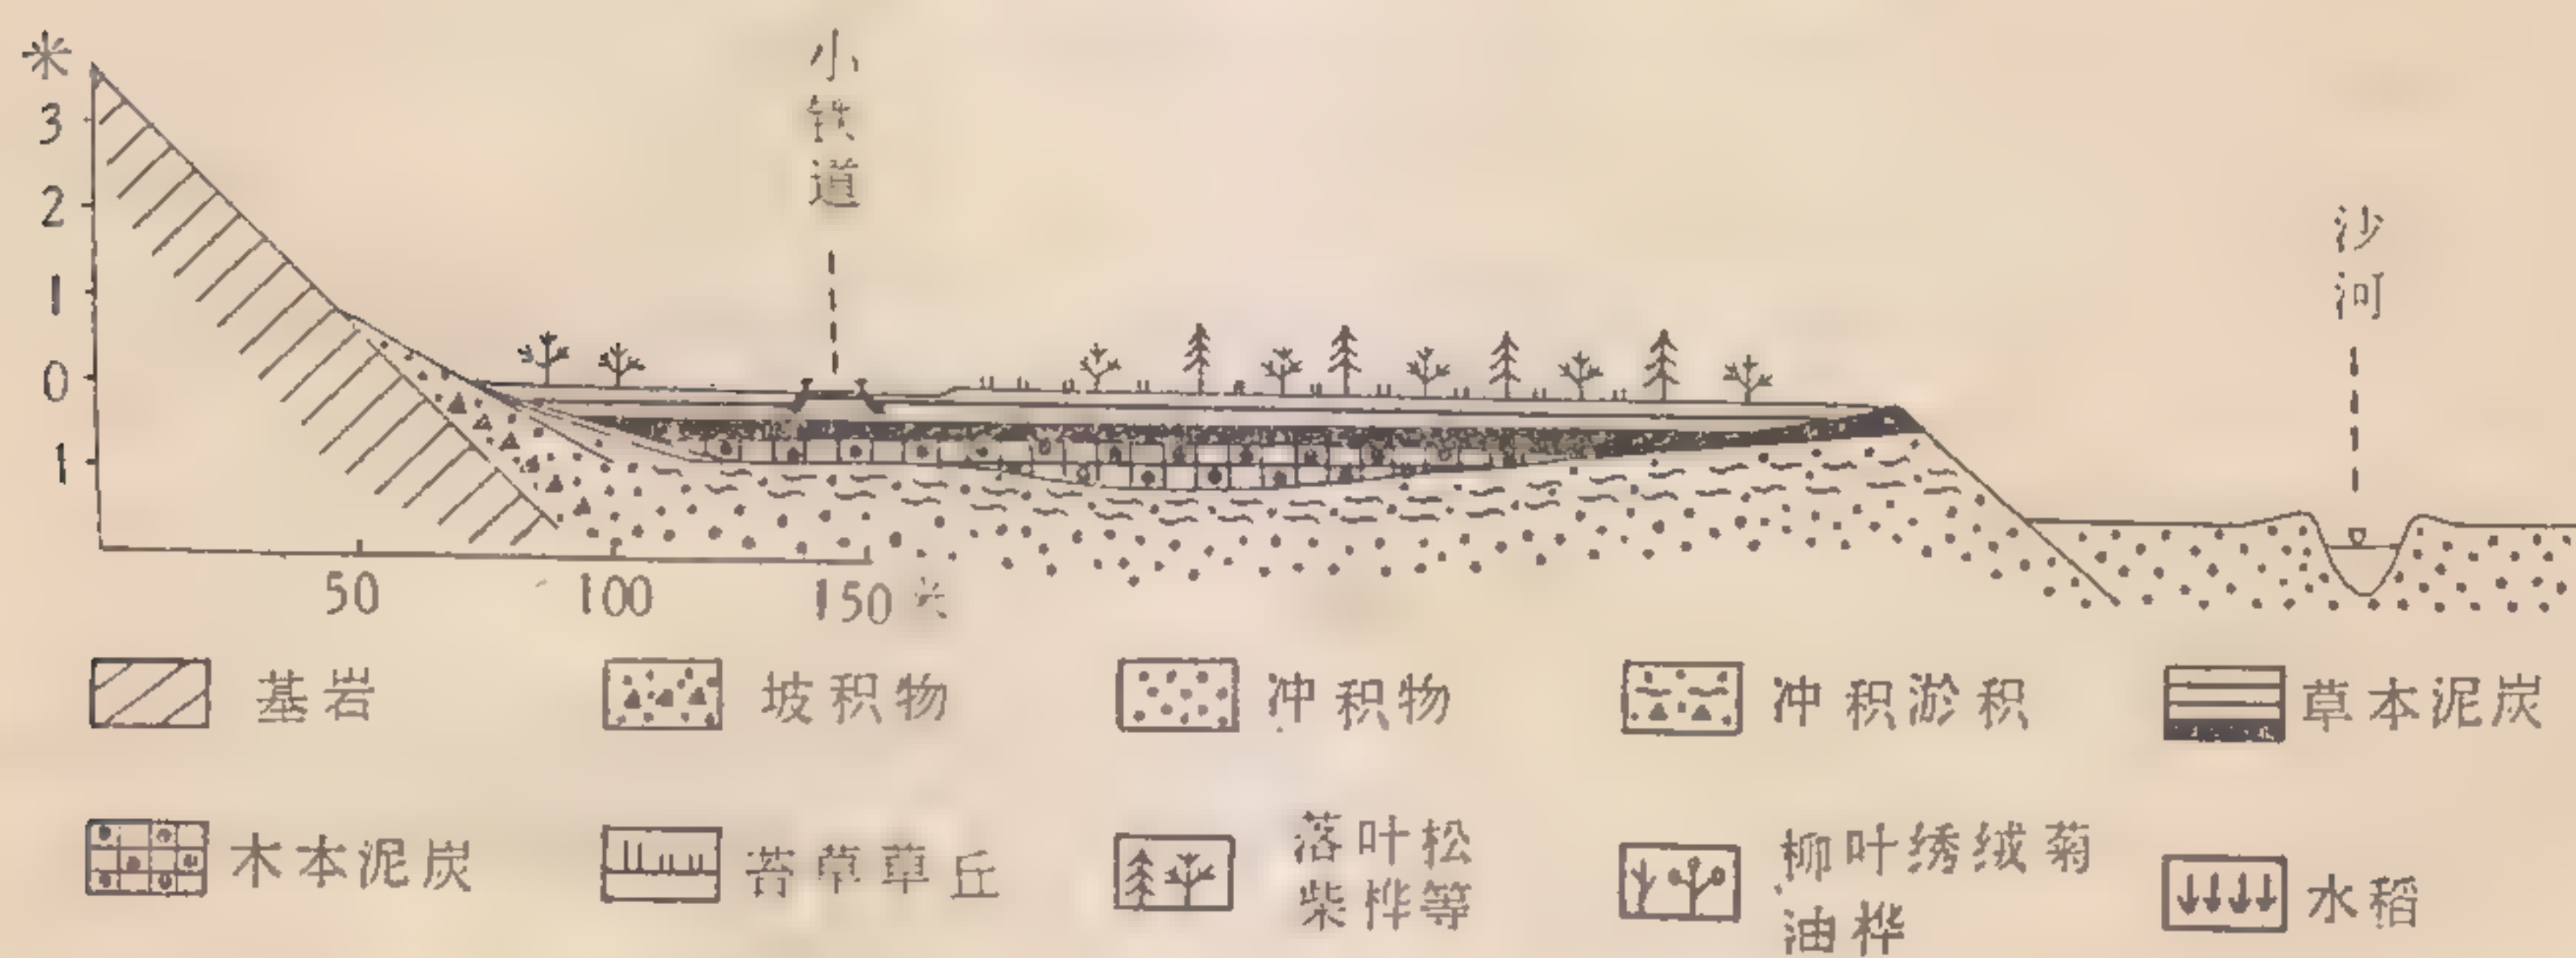 米
3
2
1
0
1
小铁道
沙河
50
100
150 米
基岩
坡积物
冲积物
冲积淤积
草本泥炭
木本泥炭
苔草草丘
落叶松
柴桦等
柳叶绣绒菊
油桦
水稻